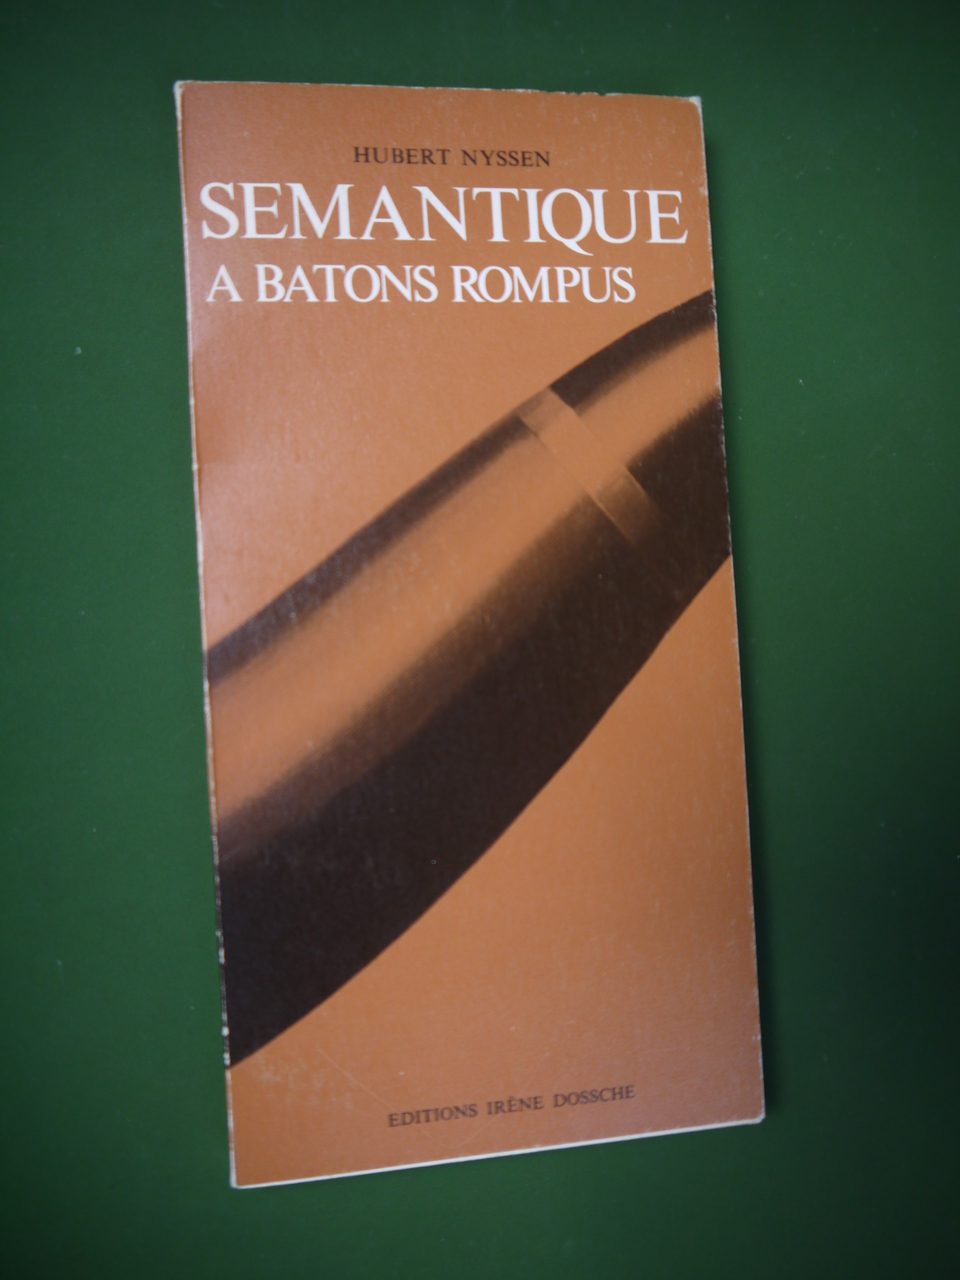 HUBERT NYSSEN
SEMANTIQUE
A BATONS ROMPUS
EDITIONS IRÈNE DOSSCHE